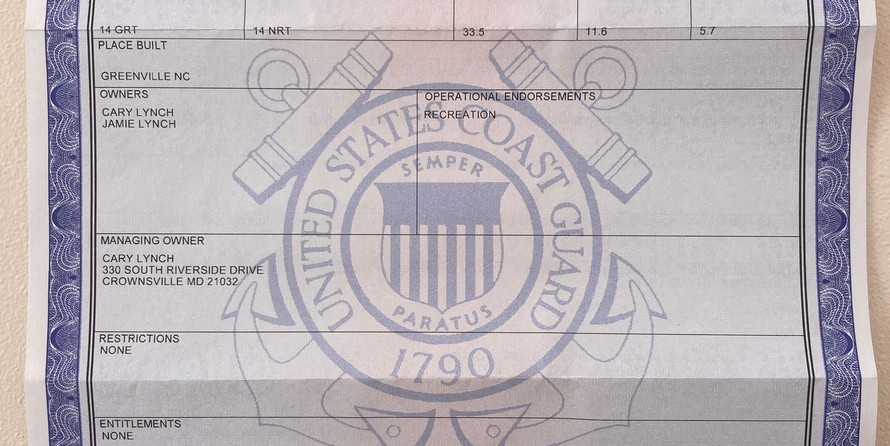 14 GRT 14 NRT 33.5 11.6 5.7
PLACE BUILT
GREENVILLE NC
OWNERS
CARY LYNCH
JAMIE LYNCH
OPERATIONAL ENDORSEMENTS
RECREATION
MANAGING OWNER
CARY LYNCH
330 SOUTH RIVERSIDE DRIVE
CROWNSVILLE MD 21032
RESTRICTIONS
NONE
ENTITLEMENTS
NONE
UNITED STATES COAST GUARD
SEMPER
PARATUS
1790